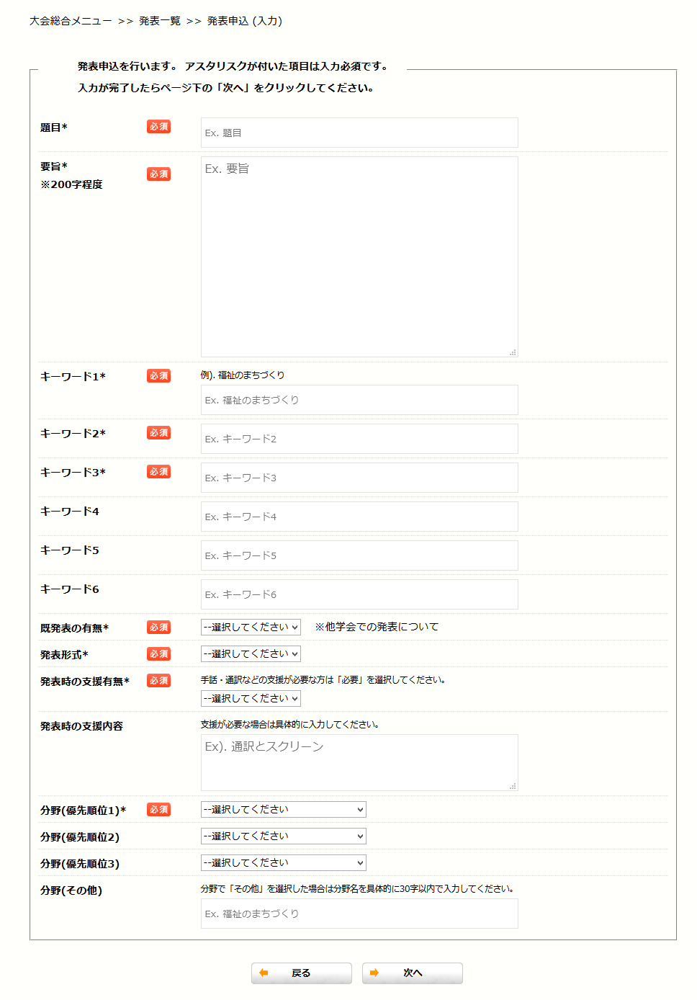 大会総合メニュー >> 発表一覧 >> 発表申込 (入力)
発表申込を行います。 アスタリスクが付いた項目は入力必須です。
入力が完了したらページ下の「次へ」をクリックしてください。
題目* 必須 Ex. 題目
要旨* 必須 Ex. 要旨
※200字程度
キーワード1* 必須 例). 福祉のまちづくり
Ex. 福祉のまちづくり
キーワード2* 必須 Ex. キーワード2
キーワード3* 必須 Ex. キーワード3
キーワード4 Ex. キーワード4
キーワード5 Ex. キーワード5
キーワード6 Ex. キーワード6
既発表の有無* 必須 --選択してください ※他学会での発表について
発表形式* 必須 --選択してください
発表時の支援有無* 必須 手話・通訳などの支援が必要な方は「必要」を選択してください。
--選択してください
発表時の支援内容 支援が必要な場合は具体的に入力してください。
Ex). 通訳とスクリーン
分野(優先順位1)* 必須 --選択してください
分野(優先順位2) --選択してください
分野(優先順位3) --選択してください
分野(その他) 分野で「その他」を選択した場合は分野名を具体的に30字以内で入力してください。
Ex. 福祉のまちづくり
戻る 次へ